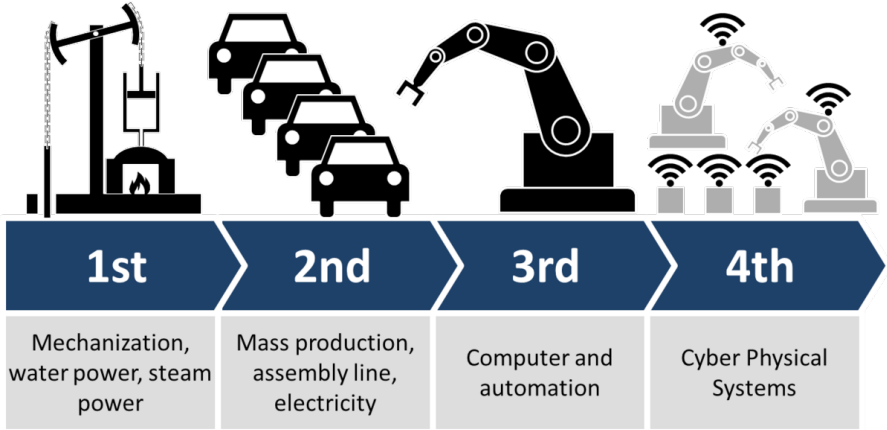 1st
2nd
3rd
4th
Mechanization,
water power, steam
power
Mass production,
assembly line,
electricity
Computer and
automation
Cyber Physical
Systems